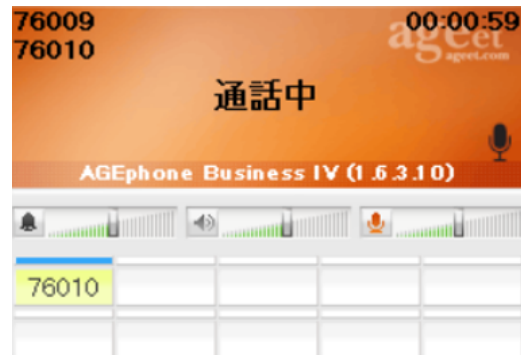 76009 00:00:59
76010
ageet
ageet.com
通話中
AGEphone Business IV (1.6.3.10)
76010